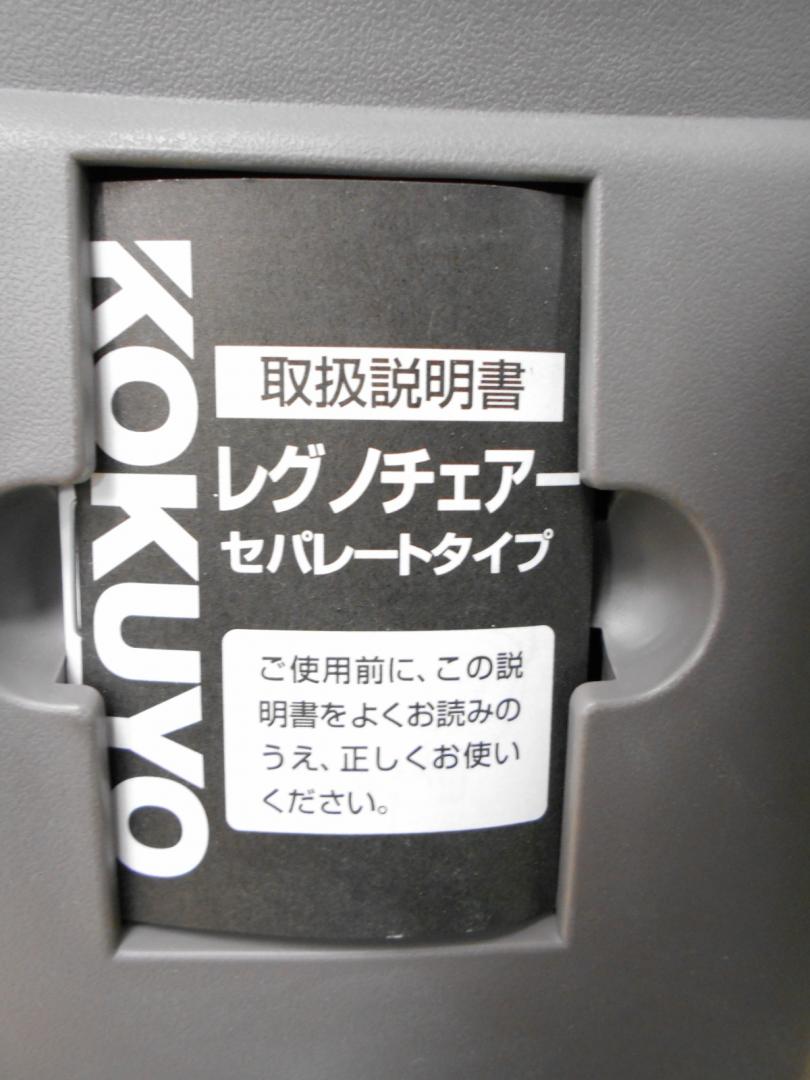 KOKUYO
取扱説明書
レグノチェアー
セパレートタイプ
ご使用前に、この説
明書をよくお読みの
うえ、正しくお使い
ください。